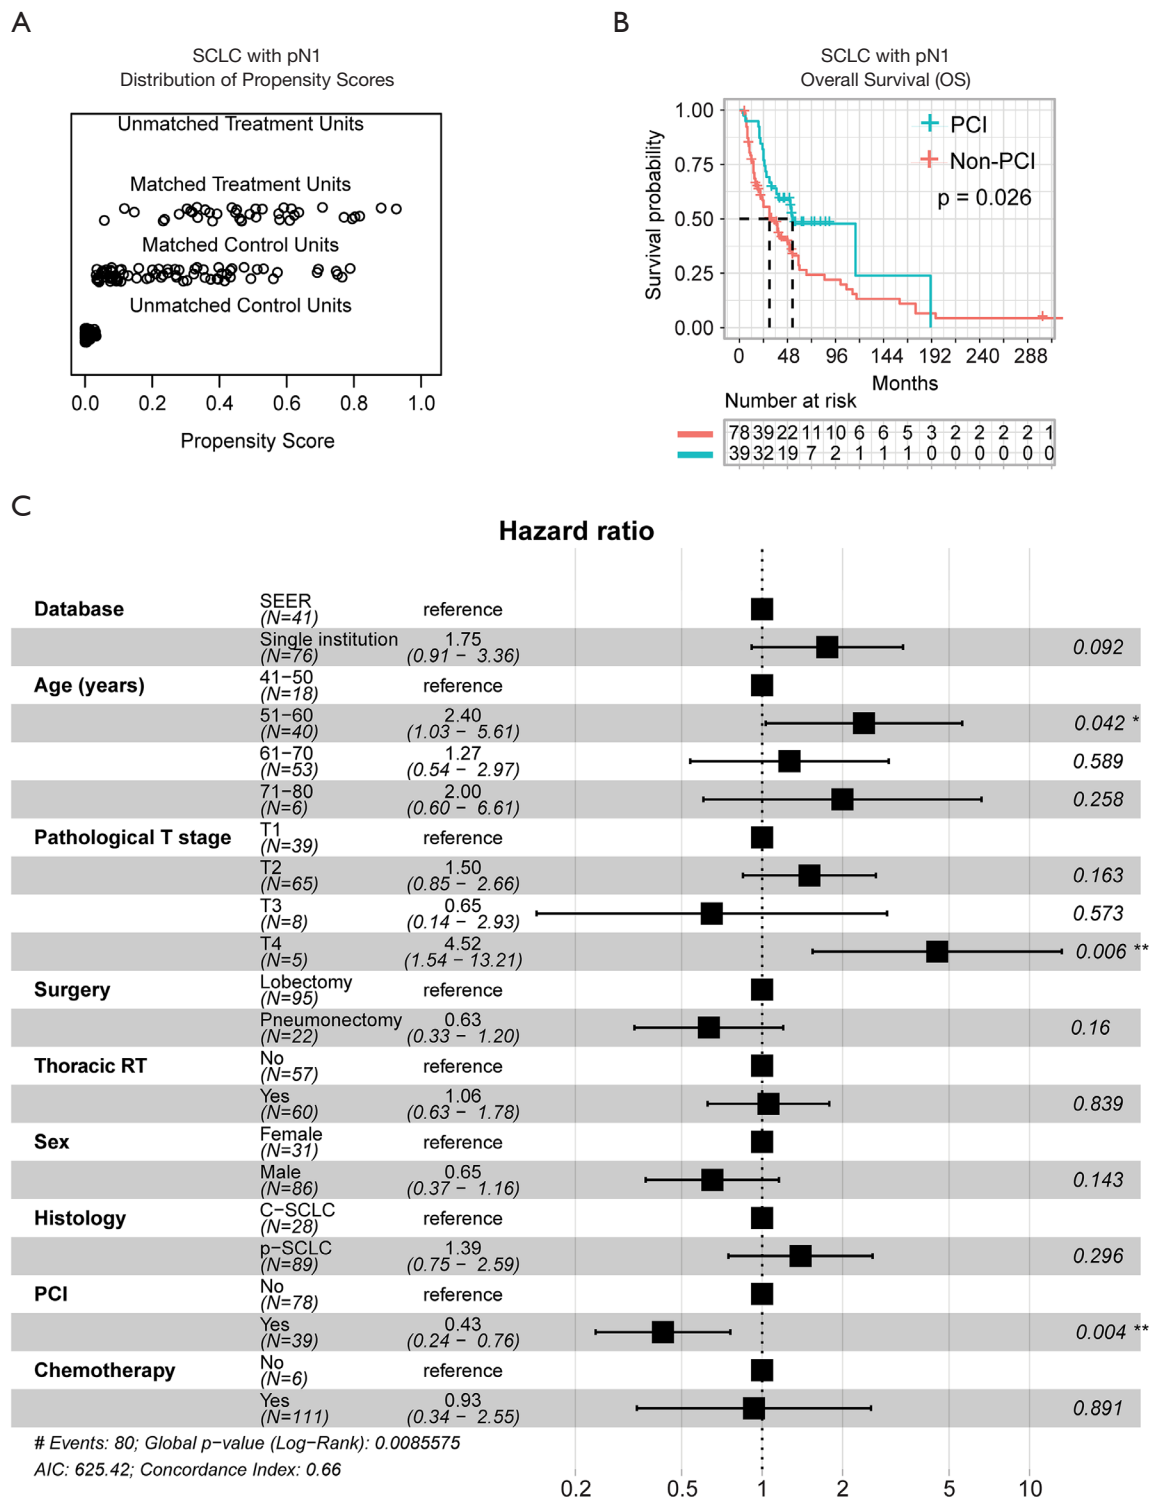 A
SCLC with pN1
Distribution of Propensity Scores
Unmatched Treatment Units
Matched Treatment Units
Matched Control Units
Unmatched Control Units
0.0 0.2 0.4 0.6 0.8 1.0
Propensity Score
B
SCLC with pN1
Overall Survival (OS)
Survival probability
1.00
0.75
0.50
0.25
0.00
PCI
Non-PCI
p = 0.026
0 48 96 144 192 240 288
Months
Number at risk
78 39 22 11 10 6 6 5 3 2 2 2 2 1
39 32 19 7 2 1 1 1 0 0 0 0 0 0
C
Hazard ratio
Database SEER (N=41) reference
Single institution (N=76) 1.75 (0.91 − 3.36) 0.092
Age (years) 41−50 (N=18) reference
51−60 (N=40) 2.40 (1.03 − 5.61) 0.042 *
61−70 (N=53) 1.27 (0.54 − 2.97) 0.589
71−80 (N=6) 2.00 (0.60 − 6.61) 0.258
Pathological T stage T1 (N=39) reference
T2 (N=65) 1.50 (0.85 − 2.66) 0.163
T3 (N=8) 0.65 (0.14 − 2.93) 0.573
T4 (N=5) 4.52 (1.54 − 13.21) 0.006 **
Surgery Lobectomy (N=95) reference
Pneumonectomy (N=22) 0.63 (0.33 − 1.20) 0.16
Thoracic RT No (N=57) reference
Yes (N=60) 1.06 (0.63 − 1.78) 0.839
Sex Female (N=31) reference
Male (N=86) 0.65 (0.37 − 1.16) 0.143
Histology C−SCLC (N=28) reference
p−SCLC (N=89) 1.39 (0.75 − 2.59) 0.296
PCI No (N=78) reference
Yes (N=39) 0.43 (0.24 − 0.76) 0.004 **
Chemotherapy No (N=6) reference
Yes (N=111) 0.93 (0.34 − 2.55) 0.891
# Events: 80; Global p−value (Log−Rank): 0.0085575
AIC: 625.42; Concordance Index: 0.66
0.2 0.5 1 2 5 10